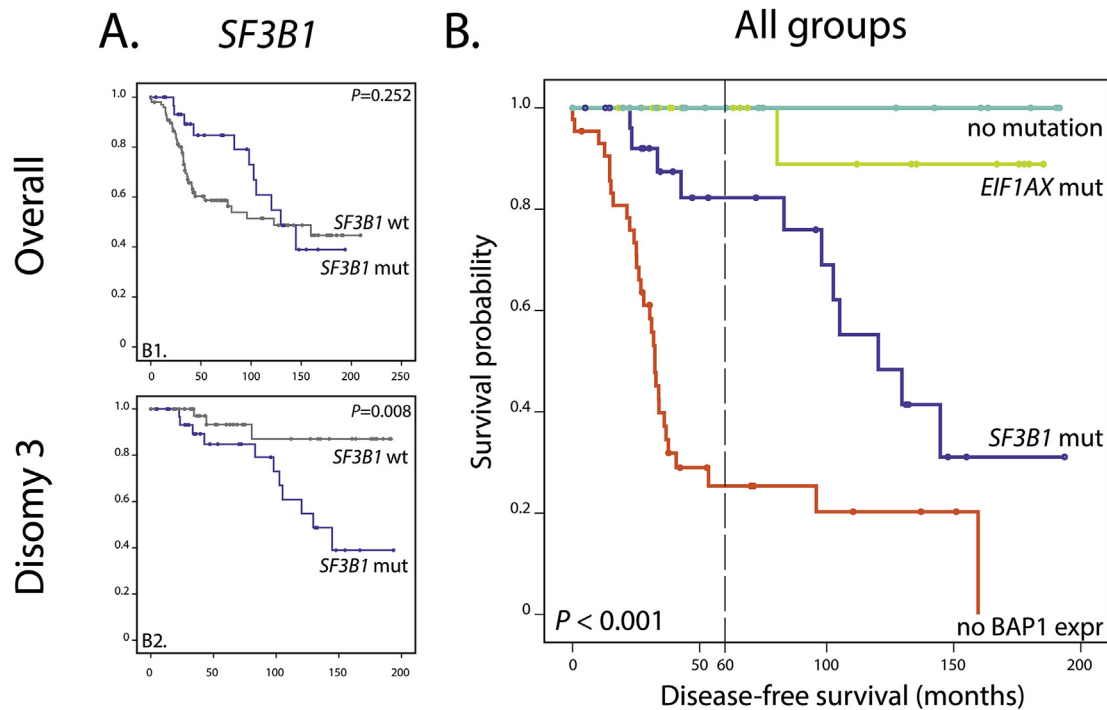 A.
SF3B1
B.
All groups
Overall
P=0.252
1.0
0.8
0.6
0.4
0.2
0
SF3B1 wt
SF3B1 mut
B1.
0 50 100 150 200 250
Disomy 3
P=0.008
1.0
0.8
0.6
0.4
0.2
0
SF3B1 wt
SF3B1 mut
B2.
0 50 100 150 200
Survival probability
1.0
0.8
0.6
0.4
0.2
0
no mutation
EIF1AX mut
SF3B1 mut
no BAP1 expr
P < 0.001
0 50 60 100 150 200
Disease-free survival (months)